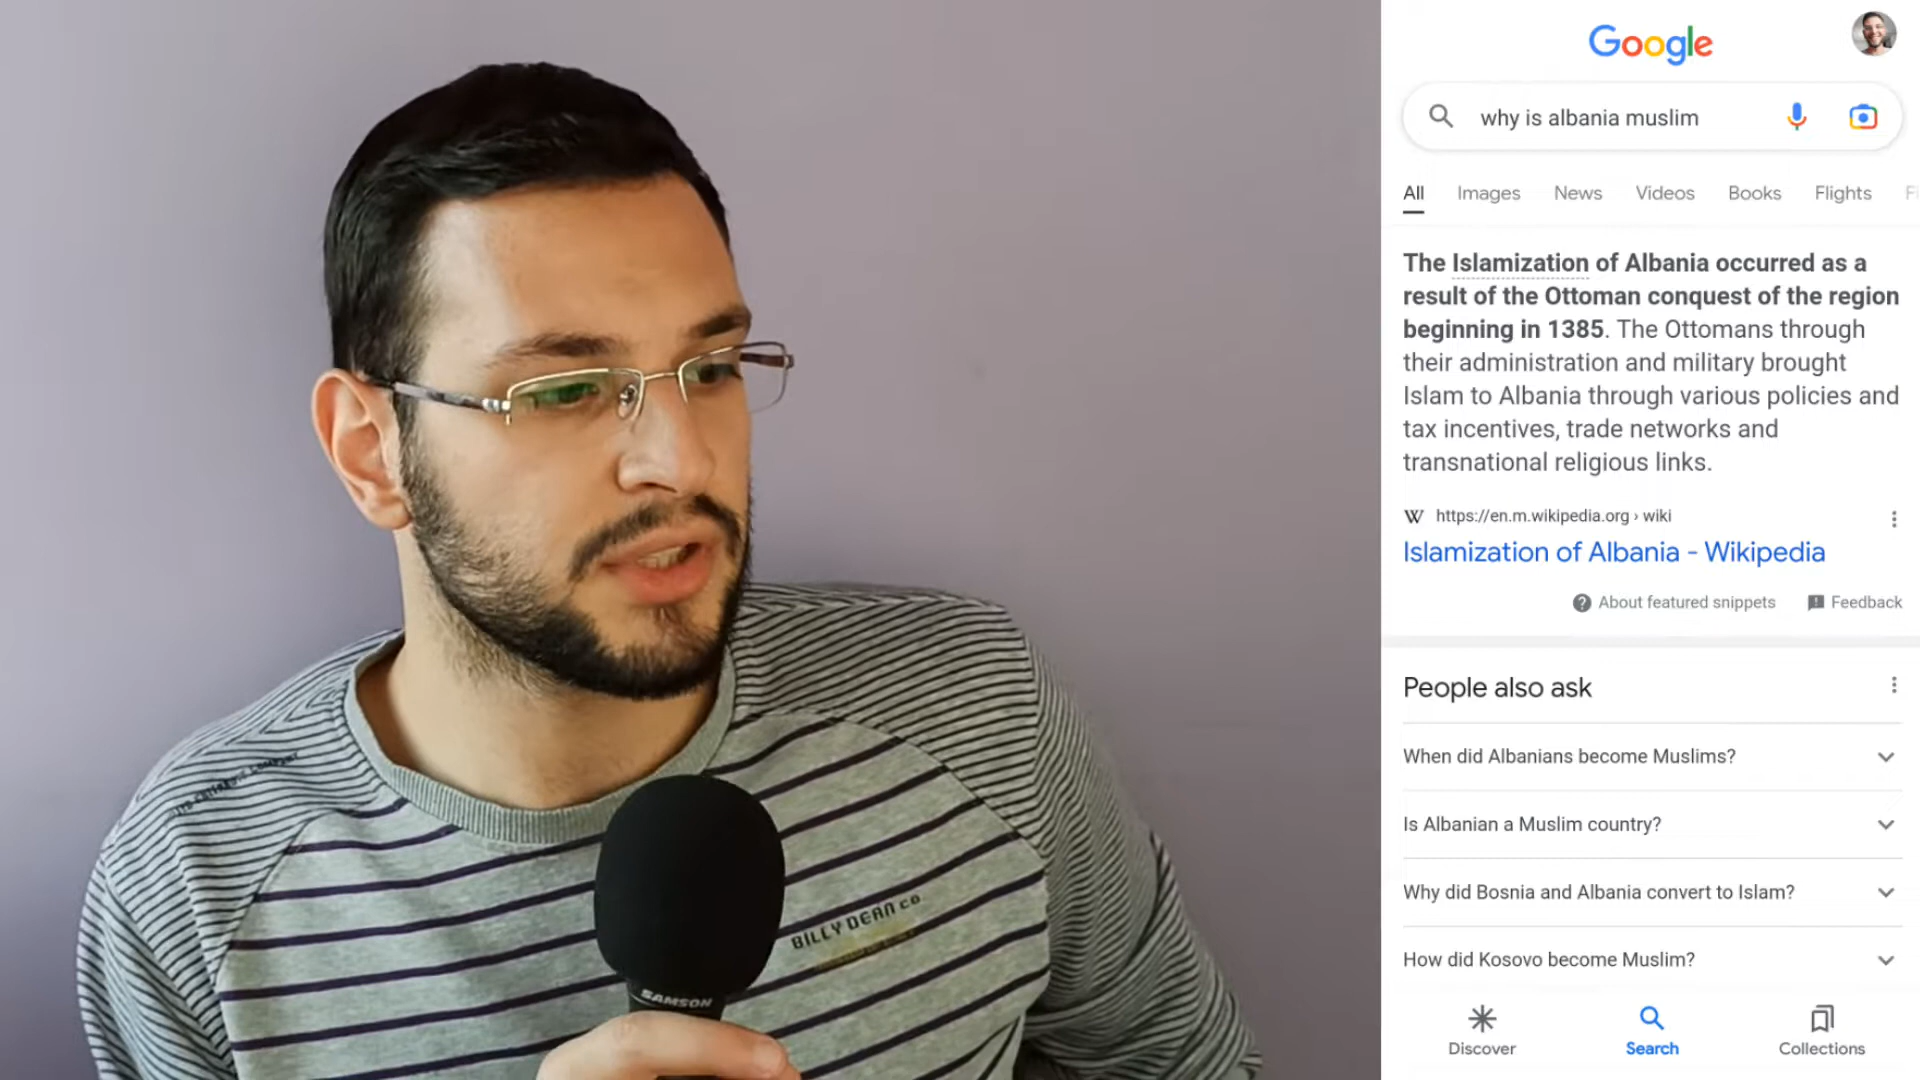 Google
why is albania muslim
All Images News Videos Books Flights
The Islamization of Albania occurred as a
result of the Ottoman conquest of the region
beginning in 1385. The Ottomans through
their administration and military brought
Islam to Albania through various policies and
tax incentives, trade networks and
transnational religious links.
W https://en.m.wikipedia.org › wiki
Islamization of Albania - Wikipedia
About featured snippets Feedback
People also ask
When did Albanians become Muslims?
Is Albanian a Muslim country?
Why did Bosnia and Albania convert to Islam?
How did Kosovo become Muslim?
Discover Search Collections
BILLY DEAN CO
SAMSON